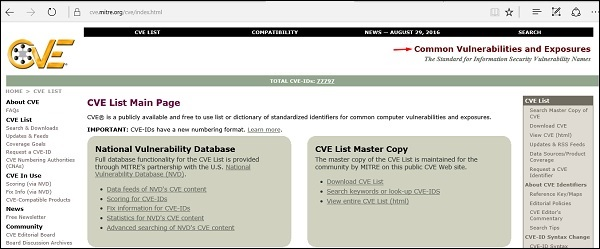 cve.mitre.org/cve/index.html
CVE LIST COMPATIBILITY NEWS — AUGUST 29, 2016 SEARCH
CVE
Common Vulnerabilities and Exposures
The Standard for Information Security Vulnerability Names
TOTAL CVE-IDs: 77797
HOME > CVE LIST
About CVE
FAQs
CVE List
Search & Downloads
Updates & Feeds
Coverage Goals
Request a CVE-ID
CVE Numbering Authorities (CNAs)
CVE In Use
Scoring (via NVD)
Fix Info (via NVD)
CVE-Compatible Products
News
Free Newsletter
Community
CVE Editorial Board
Board Discussion Archives
CVE List Main Page
CVE® is a publicly available and free to use list or dictionary of standardized identifiers for common computer vulnerabilities and exposures.
IMPORTANT: CVE-IDs have a new numbering format. Learn more.
National Vulnerability Database
Full database functionality for the CVE List is provided
through MITRE's partnership with the U.S. National
Vulnerability Database (NVD).
Data feeds of NVD's CVE content
Scoring for CVE-IDs
Fix information for CVE-IDs
Statistics for NVD's CVE content
Advanced searching of NVD's CVE content
CVE List Master Copy
The master copy of the CVE List is maintained for the
community by MITRE on this public CVE Web site.
Download CVE List
Search keywords or look-up CVE-IDS
View entire CVE List (html)
CVE List
Search Master Copy of CVE
Download CVE
View CVE (html)
Updates & RSS Feeds
Data Sources/Product Coverage
Request a CVE Identifier
About CVE Identifiers
Reference Key/Maps
Editorial Policies
CVE Editor's Commentary
Search Tips
CVE-ID Syntax Change
CVE-ID Syntax